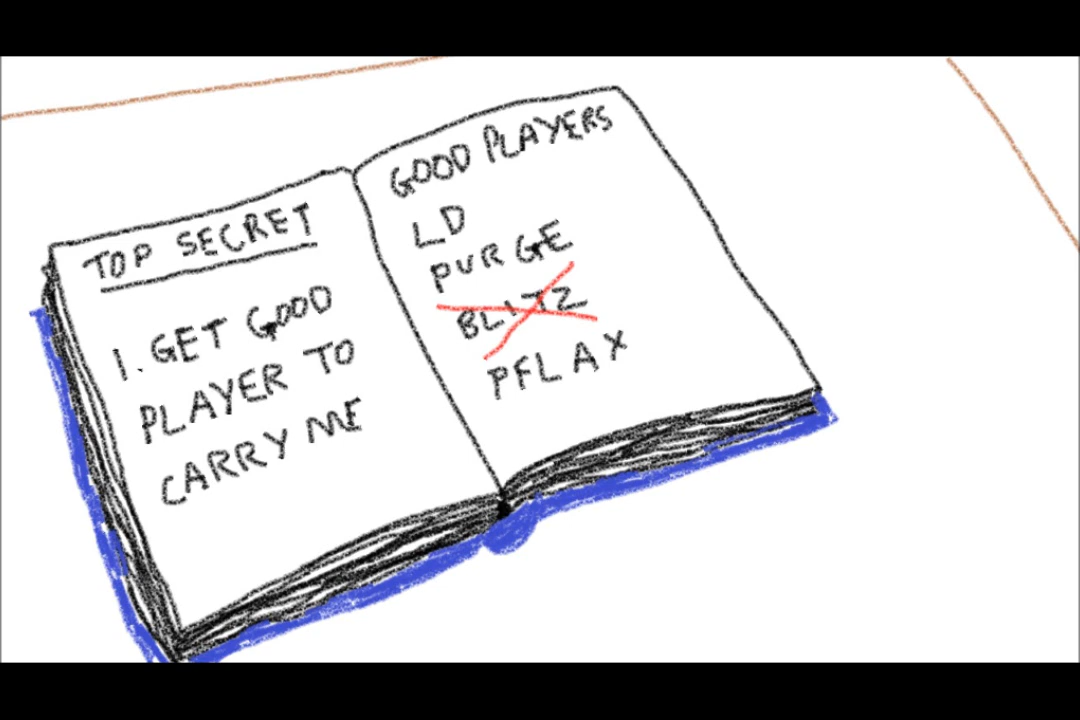 TOP SECRET
1. GET GOOD
PLAYER TO
CARRY ME
GOOD PLAYERS
LD
PURGE
BLITZ
PFLAX